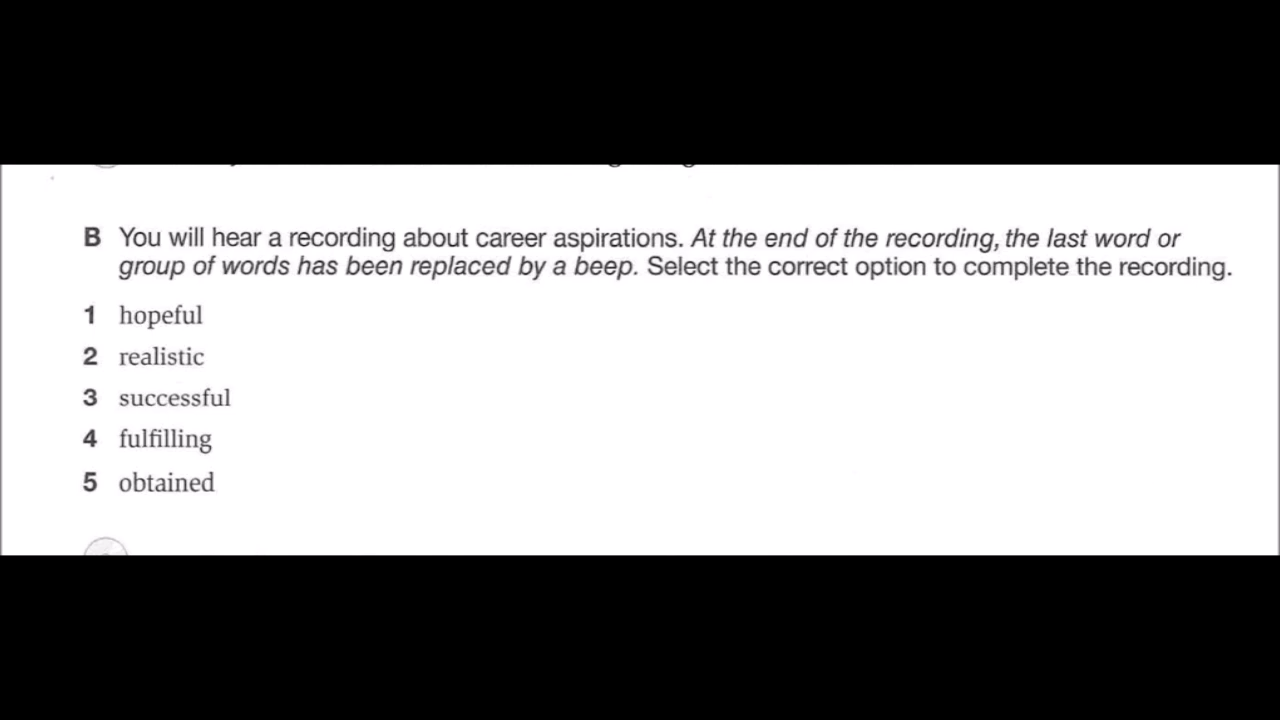 B You will hear a recording about career aspirations. At the end of the recording, the last word or
group of words has been replaced by a beep. Select the correct option to complete the recording.
1 hopeful
2 realistic
3 successful
4 fulfilling
5 obtained